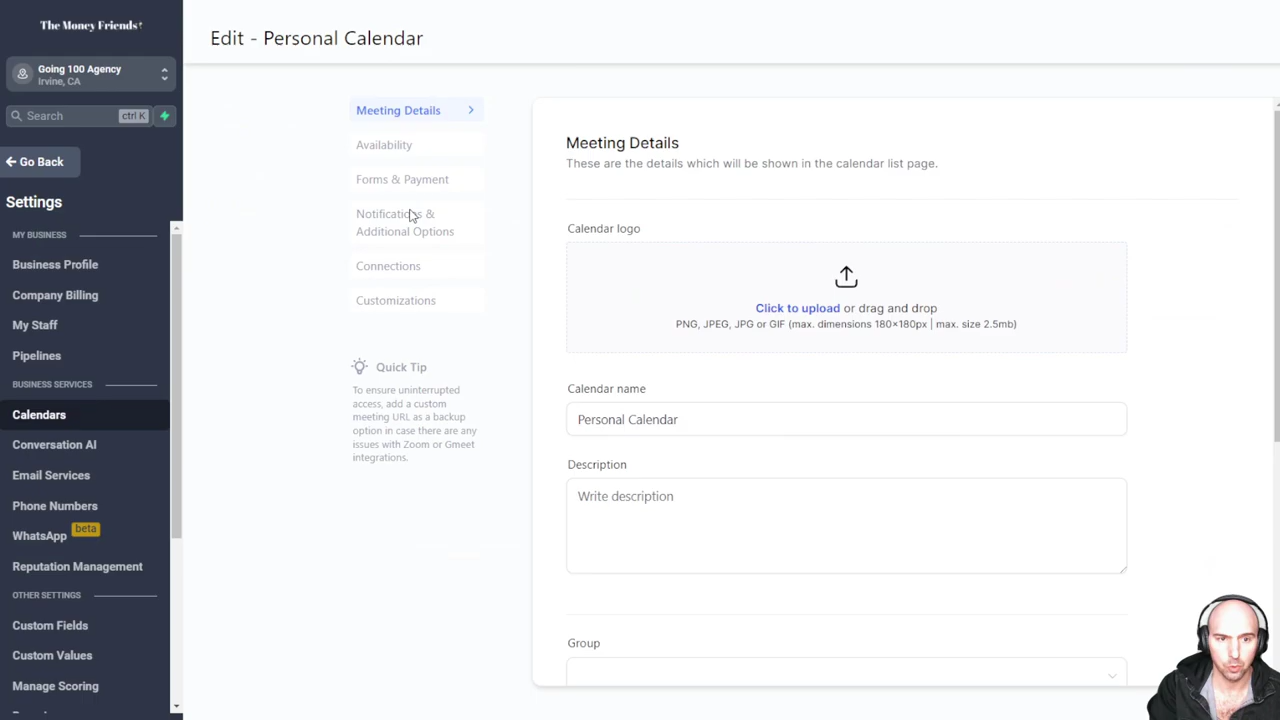 The Money Friends
Edit - Personal Calendar
Going 100 Agency
Irvine, CA
Search
ctrl K
Go Back
Settings
MY BUSINESS
Business Profile
Company Billing
My Staff
Pipelines
BUSINESS SERVICES
Calendars
Conversation AI
Email Services
Phone Numbers
WhatsApp beta
Reputation Management
OTHER SETTINGS
Custom Fields
Custom Values
Manage Scoring
Meeting Details
Availability
Forms & Payment
Notifications &
Additional Options
Connections
Customizations
Quick Tip
To ensure uninterrupted
access, add a custom
meeting URL as a backup
option in case there are any
issues with Zoom or Gmeet
integrations.
Meeting Details
These are the details which will be shown in the calendar list page.
Calendar logo
Click to upload or drag and drop
PNG, JPEG, JPG or GIF (max. dimensions 180×180px | max. size 2.5mb)
Calendar name
Personal Calendar
Description
Write description
Group